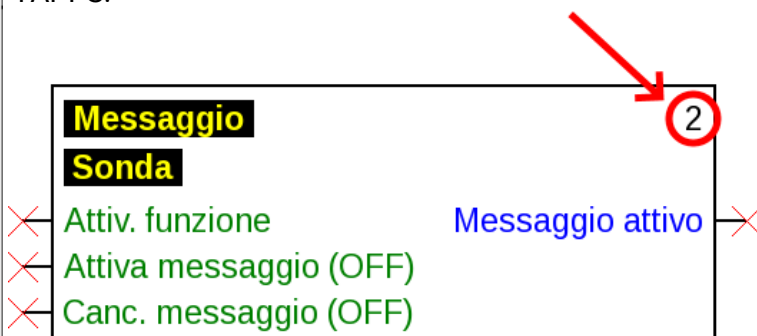 Messaggio 2
Sonda
Attiv. funzione Messaggio attivo
Attiva messaggio (OFF)
Canc. messaggio (OFF)